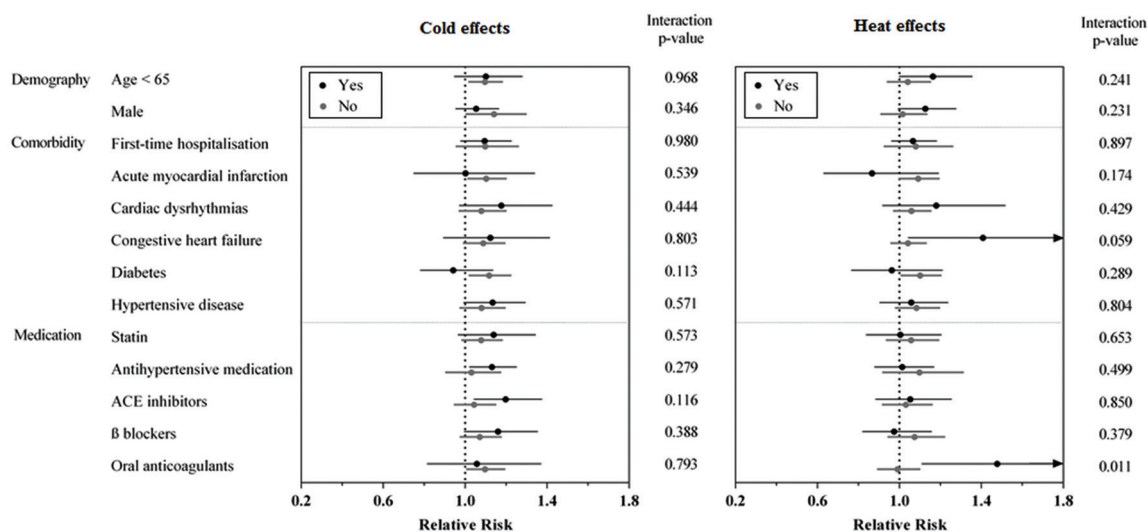 Cold effects
Interaction
p-value
Heat effects
Interaction
p-value
Yes
No
Yes
No
Demography Age < 65 0.968 0.241
Male 0.346 0.231
Comorbidity First-time hospitalisation 0.980 0.897
Acute myocardial infarction 0.539 0.174
Cardiac dysrhythmias 0.444 0.429
Congestive heart failure 0.803 0.059
Diabetes 0.113 0.289
Hypertensive disease 0.571 0.804
Medication Statin 0.573 0.653
Antihypertensive medication 0.279 0.499
ACE inhibitors 0.116 0.850
ß blockers 0.388 0.379
Oral anticoagulants 0.793 0.011
0.2 0.6 1.0 1.4 1.8 0.2 0.6 1.0 1.4 1.8
Relative Risk Relative Risk